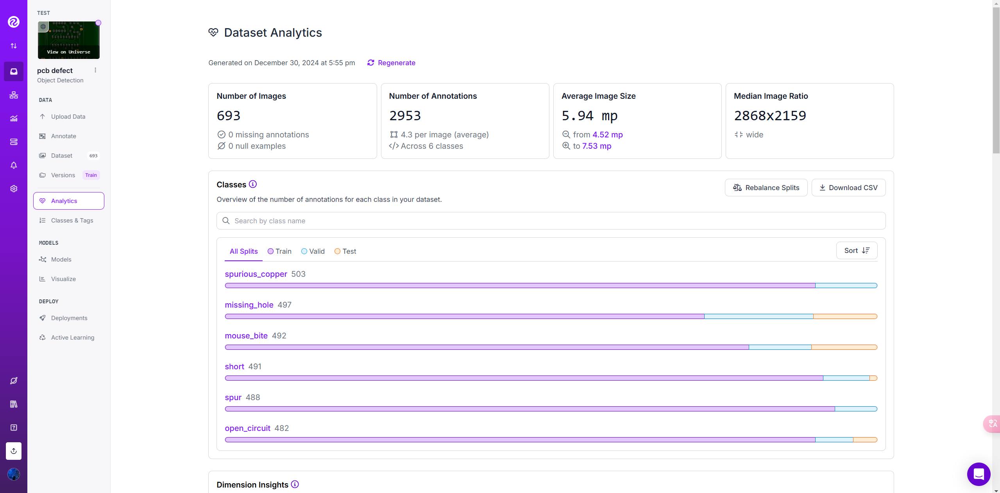 TEST
View on Universe
pcb defect
Object Detection
DATA
Upload Data
Annotate
Dataset 693
Versions Train
Analytics
Classes & Tags
MODELS
Models
Visualize
DEPLOY
Deployments
Active Learning
Dataset Analytics
Generated on December 30, 2024 at 5:55 pm Regenerate
Number of Images
693
0 missing annotations
0 null examples
Number of Annotations
2953
4.3 per image (average)
Across 6 classes
Average Image Size
5.94 mp
from 4.52 mp
to 7.53 mp
Median Image Ratio
2868x2159
wide
Classes
Overview of the number of annotations for each class in your dataset.
Rebalance Splits
Download CSV
Search by class name
All Splits Train Valid Test
Sort
spurious_copper 503
missing_hole 497
mouse_bite 492
short 491
spur 488
open_circuit 482
Dimension Insights
中A